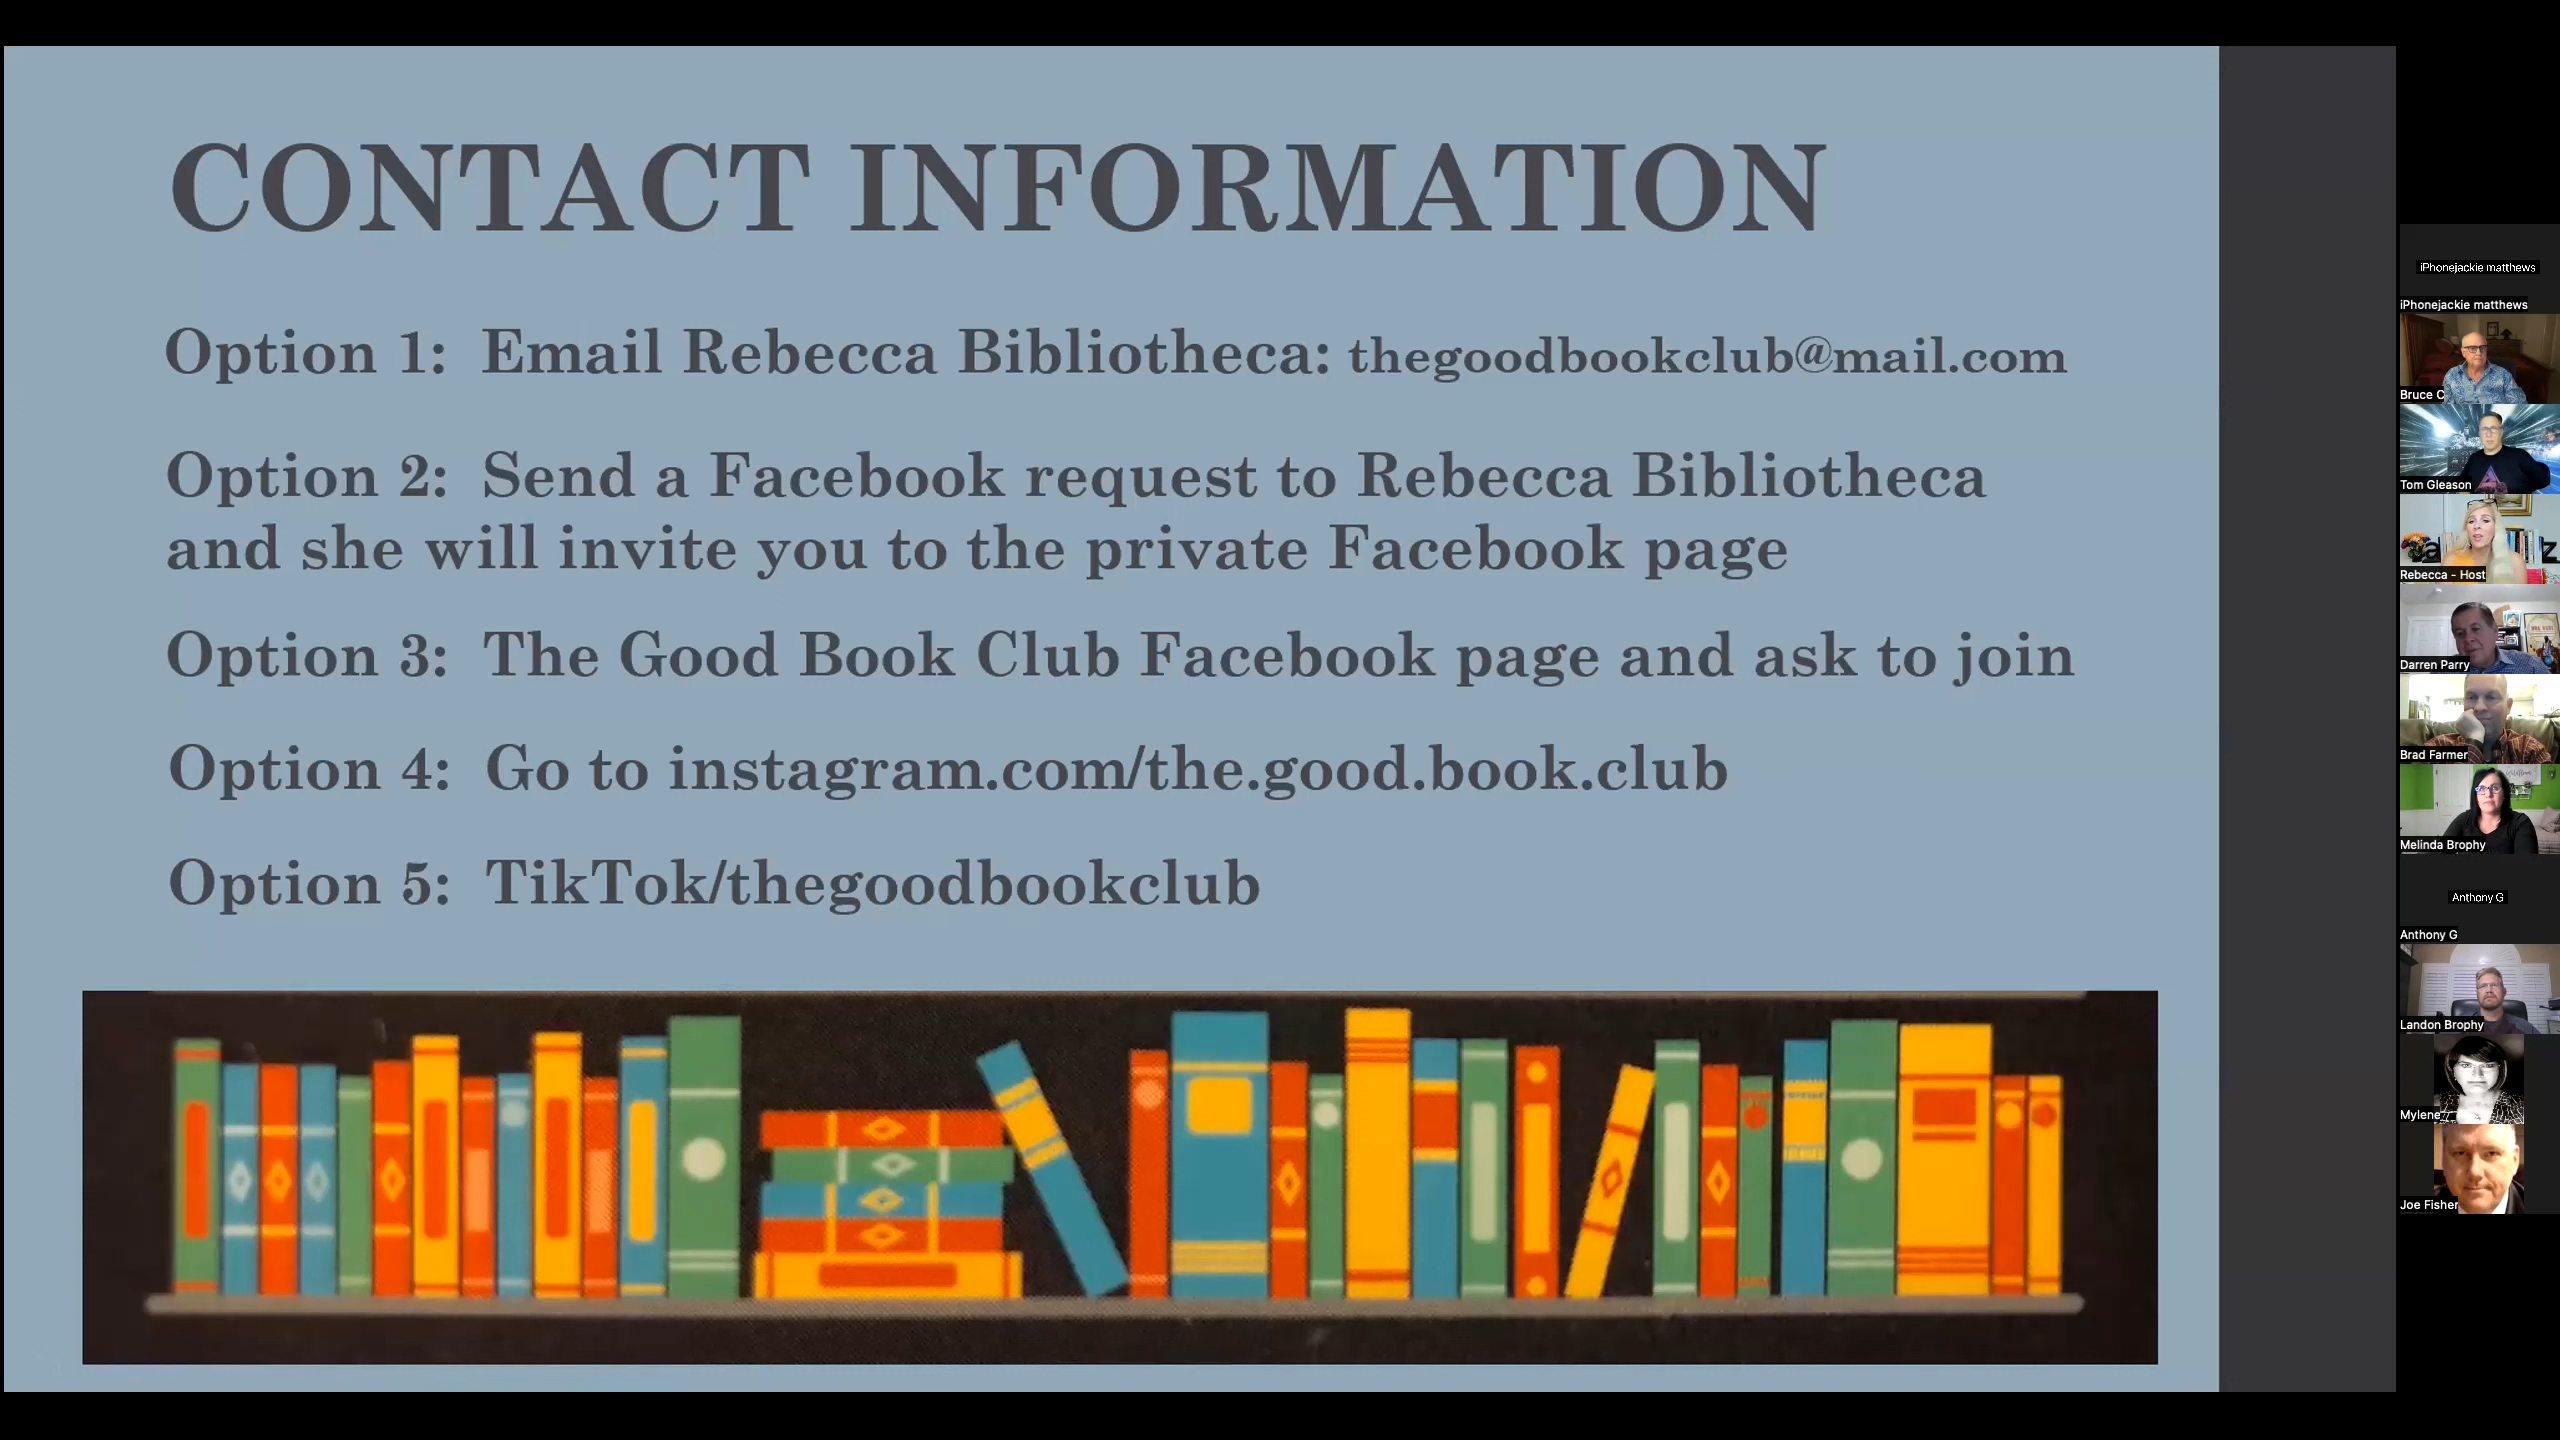 CONTACT INFORMATION
Option 1: Email Rebecca Bibliotheca: thegoodbookclub@mail.com
Option 2: Send a Facebook request to Rebecca Bibliotheca
and she will invite you to the private Facebook page
Option 3: The Good Book Club Facebook page and ask to join
Option 4: Go to instagram.com/the.good.book.club
Option 5: TikTok/thegoodbookclub
iPhonejackie matthews
iPhonejackie matthews
Bruce C
Tom Gleason
Rebecca - Host
Darren Parry
Brad Farmer
Melinda Brophy
Anthony G
Anthony G
Landon Brophy
Mylene
Joe Fisher